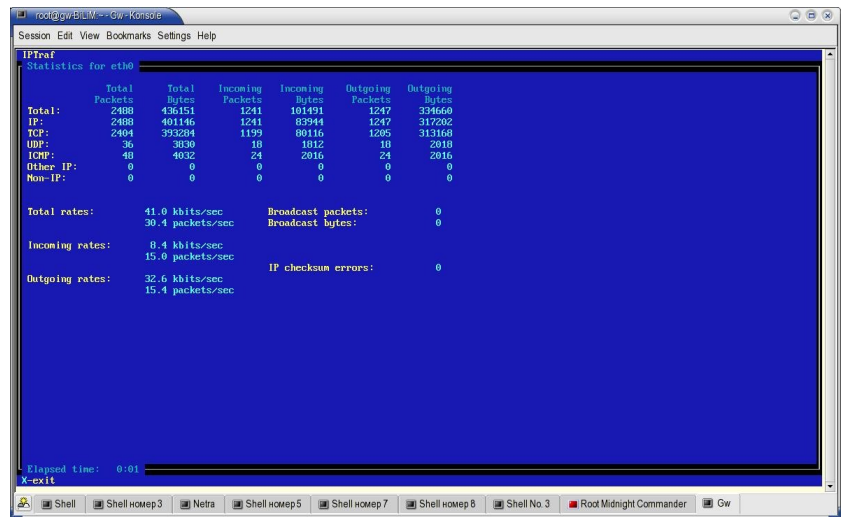 root@gw-BILIM:~ - Gw - Konsole
Session Edit View Bookmarks Settings Help
IPTraf
Statistics for eth0
Total Total Incoming Incoming Outgoing Outgoing
Packets Bytes Packets Bytes Packets Bytes
Total: 2488 436151 1241 101491 1247 334660
IP: 2488 401146 1241 83944 1247 317202
TCP: 2404 393284 1199 80116 1205 313168
UDP: 36 3830 18 1812 18 2018
ICMP: 48 4032 24 2016 24 2016
Other IP: 0 0 0 0 0 0
Non-IP: 0 0 0 0 0 0
Total rates: 41.0 kbits/sec Broadcast packets: 0
30.4 packets/sec Broadcast bytes: 0
Incoming rates: 8.4 kbits/sec
15.0 packets/sec
IP checksum errors: 0
Outgoing rates: 32.6 kbits/sec
15.4 packets/sec
Elapsed time: 0:01
X-exit
Shell Shell номер 3 Netra Shell номер 5 Shell номер 7 Shell номер 8 Shell No. 3 Root Midnight Commander Gw